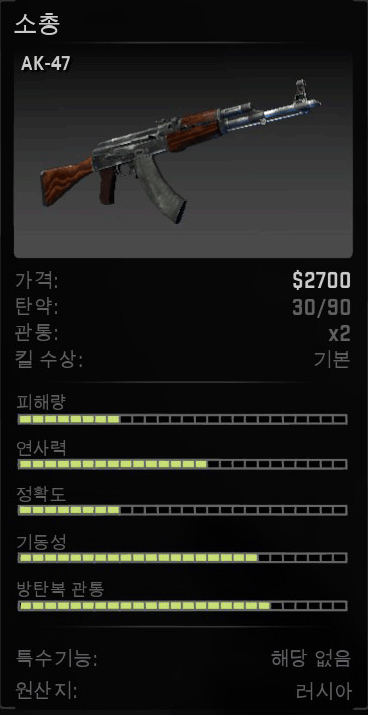 소총
AK-47
가격: $2700
탄약: 30/90
관통: x2
킬 수상: 기본
피해량
연사력
정확도
기동성
방탄복 관통
특수기능: 해당 없음
원산지: 러시아